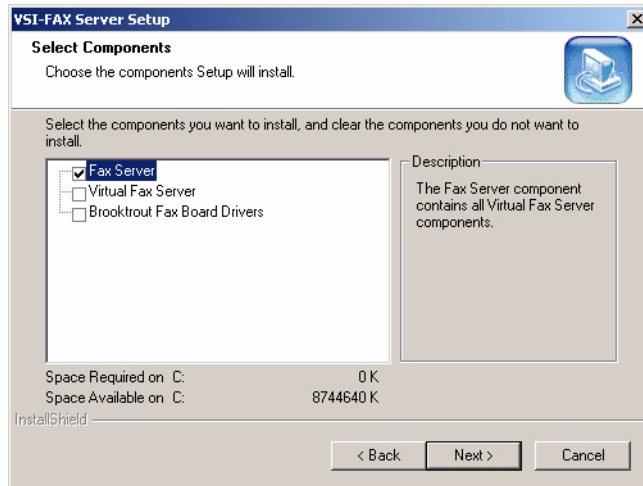 VSI-FAX Server Setup
Select Components
Choose the components Setup will install.
Select the components you want to install, and clear the components you do not want to
install.
Fax Server
Virtual Fax Server
Brooktrout Fax Board Drivers
Description
The Fax Server component
contains all Virtual Fax Server
components.
Space Required on C: 0 K
Space Available on C: 8744640 K
InstallShield
< Back Next > Cancel